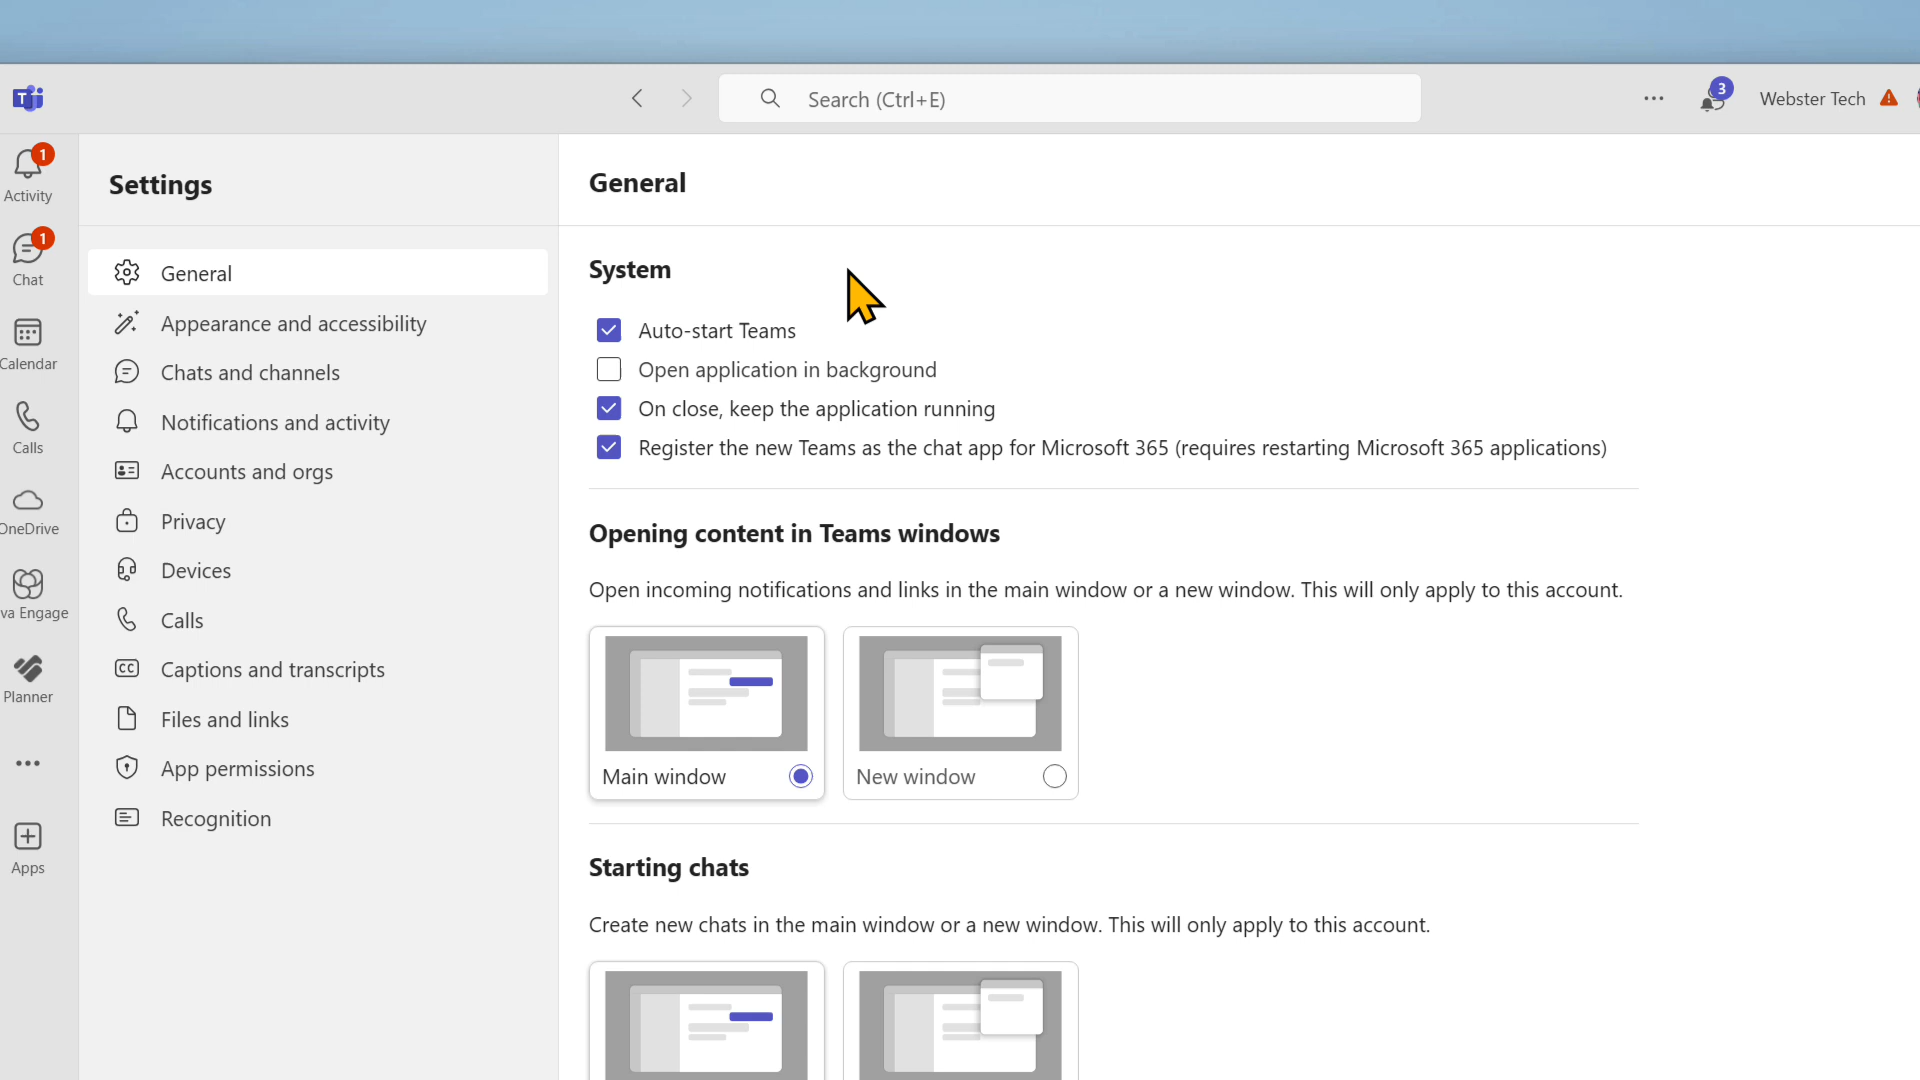 T
Search (Ctrl+E)
3
Webster Tech
1
Activity
1
Chat
Calendar
Calls
OneDrive
va Engage
Planner
Apps
Settings
General
Appearance and accessibility
Chats and channels
Notifications and activity
Accounts and orgs
Privacy
Devices
Calls
CC
Captions and transcripts
Files and links
App permissions
Recognition
General
System
Auto-start Teams
Open application in background
On close, keep the application running
Register the new Teams as the chat app for Microsoft 365 (requires restarting Microsoft 365 applications)
Opening content in Teams windows
Open incoming notifications and links in the main window or a new window. This will only apply to this account.
Main window
New window
Starting chats
Create new chats in the main window or a new window. This will only apply to this account.